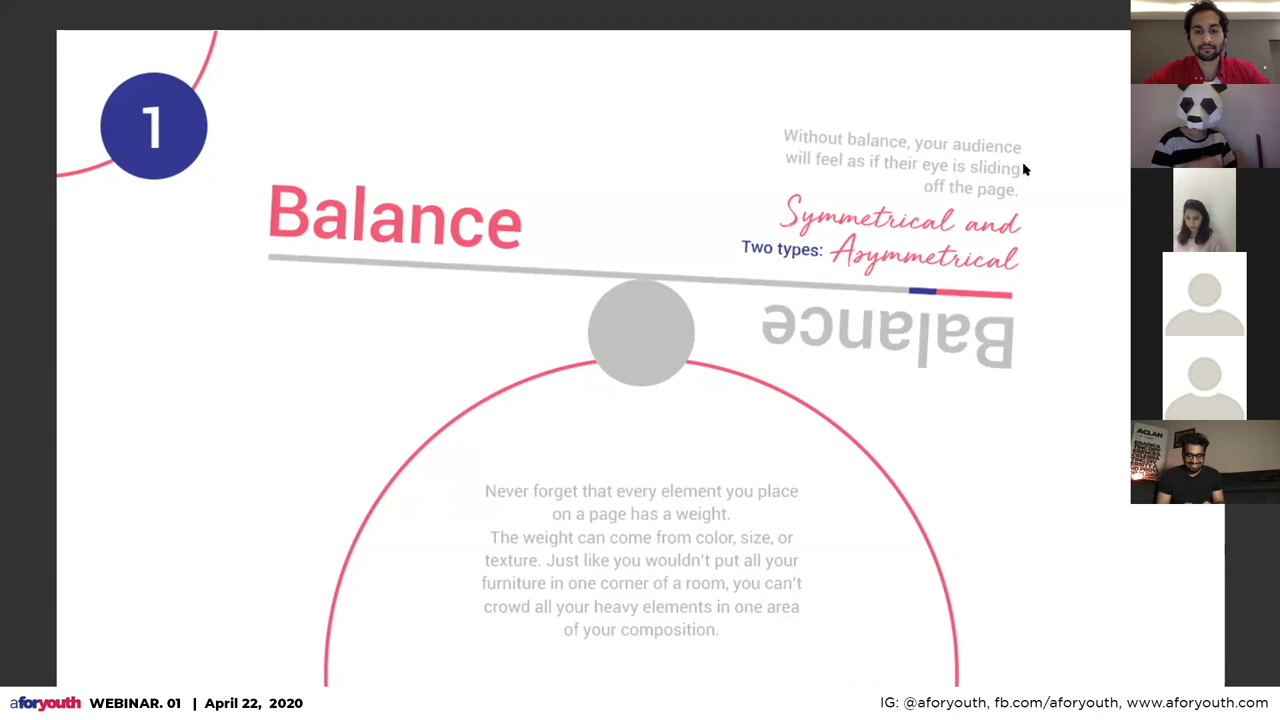 1
Balance
Without balance, your audience
will feel as if their eye is sliding
off the page.
Symmetrical and
Two types: Asymmetrical
Balance
Never forget that every element you place
on a page has a weight.
The weight can come from color, size, or
texture. Just like you wouldn't put all your
furniture in one corner of a room, you can't
crowd all your heavy elements in one area
of your composition.
ACLAN
aforyouth WEBINAR. 01 | April 22, 2020
IG: @aforyouth, fb.com/aforyouth, www.aforyouth.com